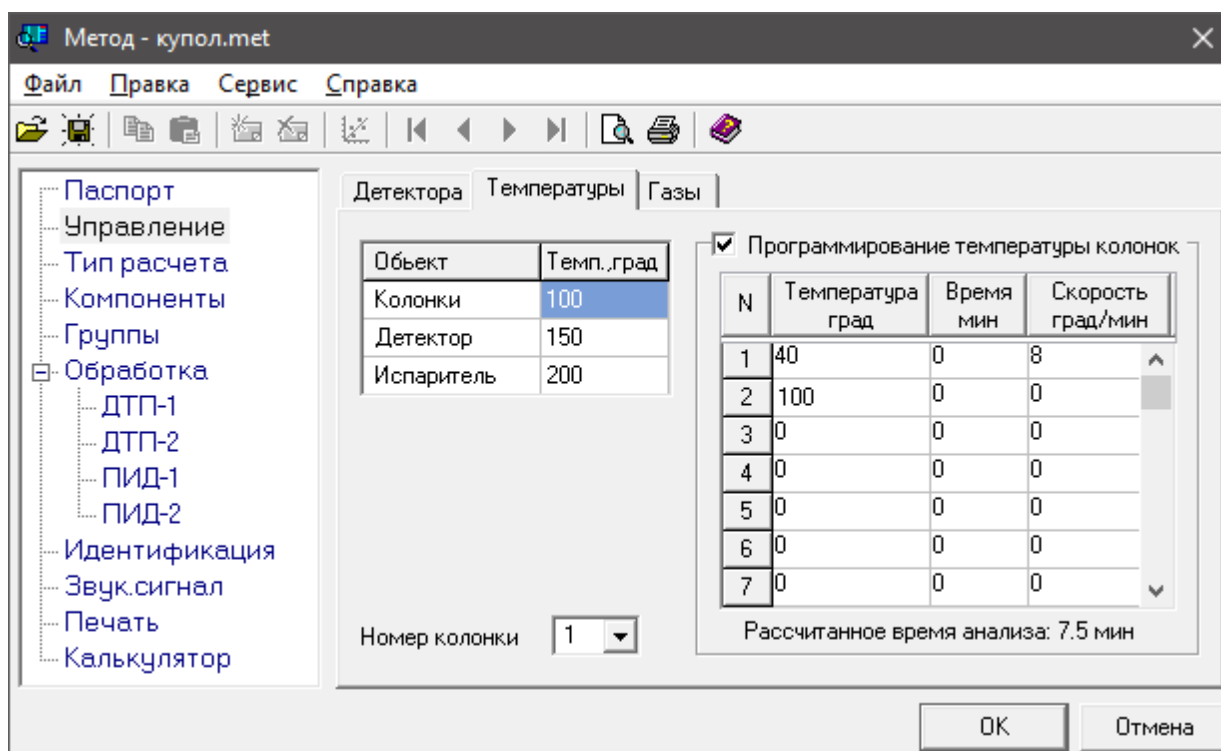 Метод - купол.met
Файл Правка Сервис Справка
Паспорт
Управление
Тип расчета
Компоненты
Группы
Обработка
ДТП-1
ДТП-2
ПИД-1
ПИД-2
Идентификация
Звук.сигнал
Печать
Калькулятор
Детектора Температуры Газы
Обьект Темп.,град
Колонки 100
Детектор 150
Испаритель 200
Номер колонки 1
Программирование температуры колонок
N Температура град Время мин Скорость град/мин
1 40 0 8
2 100 0 0
3 0 0 0
4 0 0 0
5 0 0 0
6 0 0 0
7 0 0 0
Рассчитанное время анализа: 7.5 мин
OK Отмена